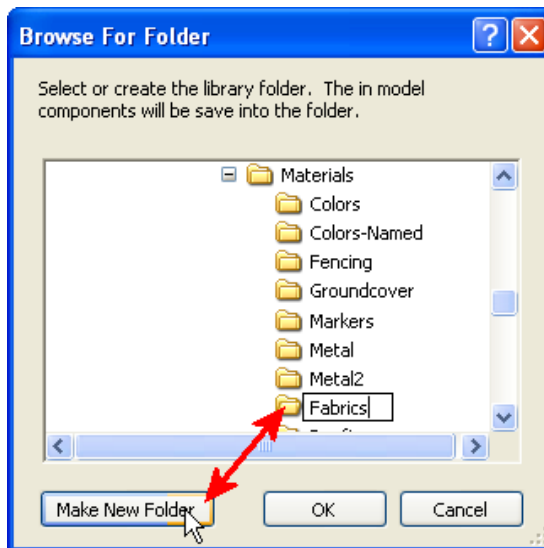 Browse For Folder
Select or create the library folder. The in model
components will be save into the folder.
Materials
Colors
Colors-Named
Fencing
Groundcover
Markers
Metal
Metal2
Fabrics
Make New Folder
OK
Cancel